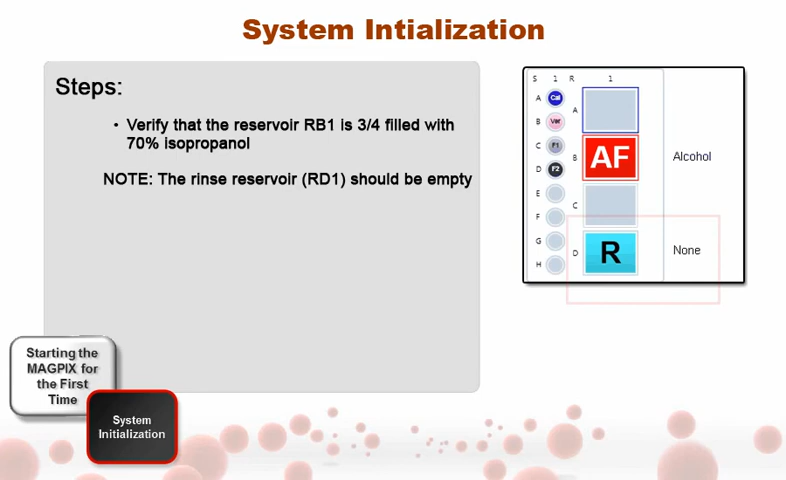 System Intialization
Steps:
• Verify that the reservoir RB1 is 3/4 filled with
70% isopropanol
NOTE: The rinse reservoir (RD1) should be empty
S 1 R 1
A Cal A
B Ver
C F1 B AF Alcohol
D F2
E
F C
G
H D R None
Starting the
MAGPIX for
the First
Time
System
Initialization